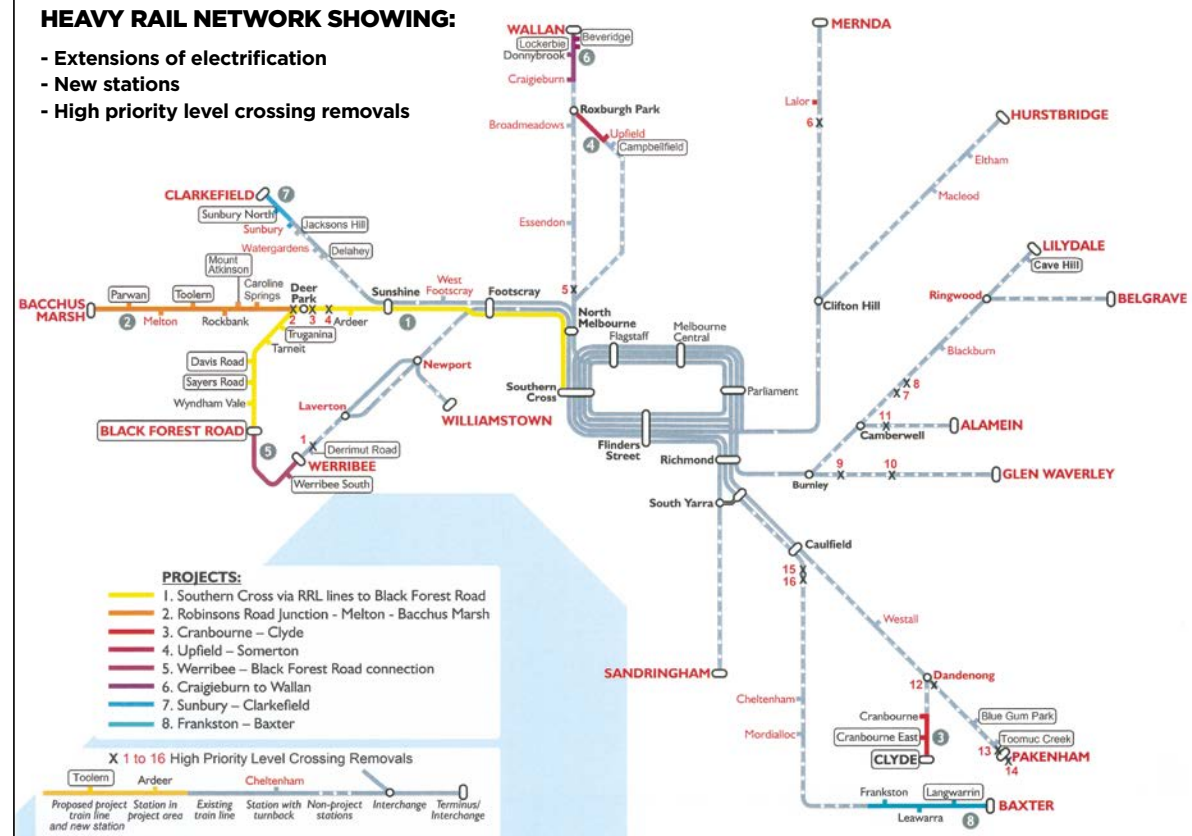 HEAVY RAIL NETWORK SHOWING:
- Extensions of electrification
- New stations
- High priority level crossing removals
WALLAN
Lockerbie
Beveridge
Donnybrook
6
Craigieburn
Roxburgh Park
Broadmeadows
Upfield
4
Campbellfield
Essendon
5 X
MERNDA
Lalor
6 X
HURSTBRIDGE
Eltham
Macleod
CLARKEFIELD
7
Sunbury North
Sunbury
Jacksons Hill
Watergardens
Delahey
Mount
Atkinson
Caroline
Springs
Deer
Park
Parwan
Toolern
BACCHUS
MARSH
2
Melton
Rockbank
X X X
2 3 4
Ardeer
Sunshine
1
West
Footscray
Footscray
North
Melbourne
Truganina
Tarneit
Davis Road
Sayers Road
Wyndham Vale
BLACK FOREST ROAD
5
Newport
Laverton
WILLIAMSTOWN
1
X
Derrimut Road
WERRIBEE
Werribee South
Flagstaff
Melbourne
Central
Southern
Cross
Parliament
Flinders
Street
Richmond
South Yarra
Clifton Hill
LILYDALE
Cave Hill
Ringwood
BELGRAVE
Blackburn
X 8
X 7
11
X
Camberwell
ALAMEIN
9
X
10
X
Burnley
GLEN WAVERLEY
Caulfield
15 X
16 X
Westall
SANDRINGHAM
Dandenong
12 X
Cheltenham
Mordialloc
Cranbourne
Cranbourne East
3
CLYDE
Blue Gum Park
Toomuc Creek
13 X
PAKENHAM
X
14
Frankston
Langwarrin
Leawarra
8
BAXTER
PROJECTS:
1. Southern Cross via RRL lines to Black Forest Road
2. Robinsons Road Junction - Melton - Bacchus Marsh
3. Cranbourne – Clyde
4. Upfield – Somerton
5. Werribee – Black Forest Road connection
6. Craigieburn to Wallan
7. Sunbury – Clarkefield
8. Frankston – Baxter
X 1 to 16 High Priority Level Crossing Removals
Toolern
Ardeer
Cheltenham
Proposed project
train line
and new station
Station in
project area
Existing
train line
Station with
turnback
Non-project
stations
Interchange
Terminus/
Interchange